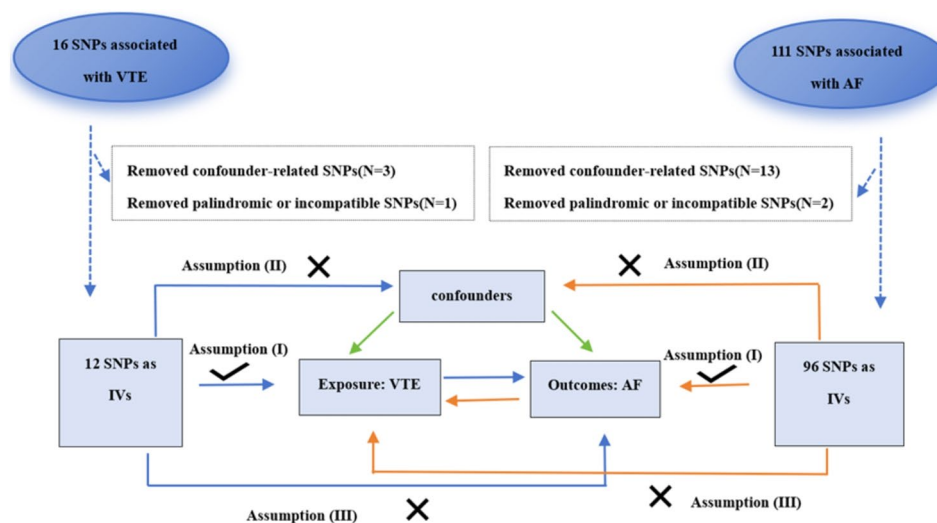 16 SNPs associated
with VTE
111 SNPs associated
with AF
Removed confounder-related SNPs(N=3)
Removed palindromic or incompatible SNPs(N=1)
Removed confounder-related SNPs(N=13)
Removed palindromic or incompatible SNPs(N=2)
Assumption (II)
Assumption (II)
confounders
12 SNPs as
IVs
Assumption (I)
Exposure: VTE
Outcomes: AF
Assumption (I)
96 SNPs as
IVs
Assumption (III)
Assumption (III)